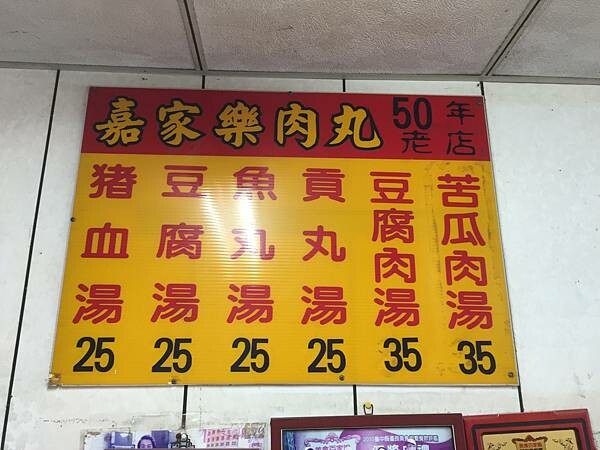 嘉家樂肉丸 50年老店
猪血湯 25
豆腐湯 25
魚丸湯 25
貢丸湯 25
豆腐肉湯 35
苦瓜肉湯 35